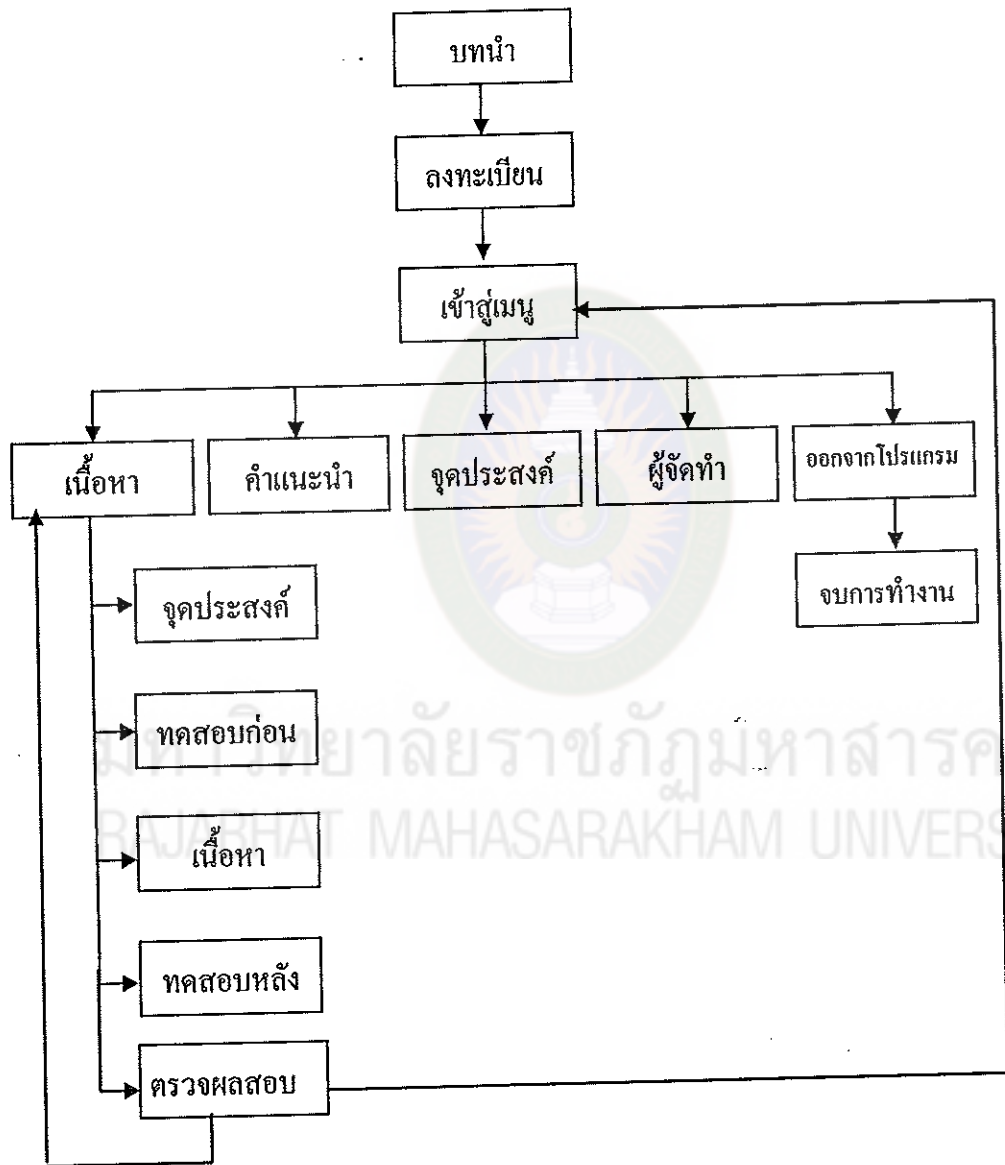 บทนำ
ลงทะเบียน
เข้าสู่เมนู
เนื้อหา
คำแนะนำ
จุดประสงค์
ผู้จัดทำ
ออกจากโปรแกรม
จบการทำงาน
จุดประสงค์
ทดสอบก่อน
เนื้อหา
ทดสอบหลัง
ตรวจผลสอบ
มหาวิทยาลัยราชภัฏมหาสารค
RAJABHAT MAHASARAKHAM UNIVERS